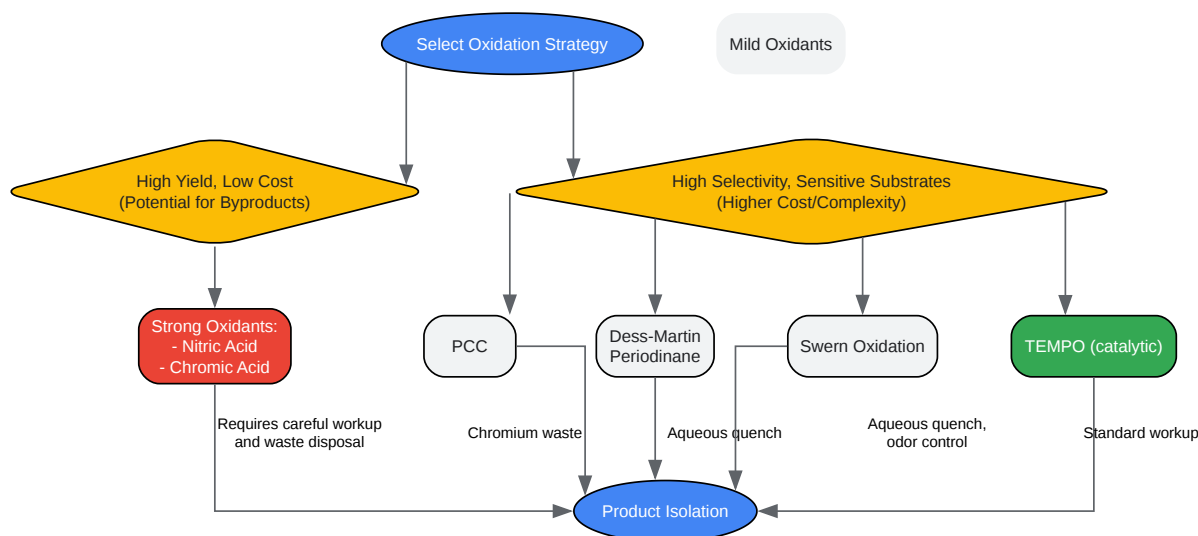 Select Oxidation Strategy
Mild Oxidants
High Yield, Low Cost
(Potential for Byproducts)
High Selectivity, Sensitive Substrates
(Higher Cost/Complexity)
Strong Oxidants:
- Nitric Acid
- Chromic Acid
PCC
Dess-Martin
Periodinane
Swern Oxidation
TEMPO (catalytic)
Requires careful workup
and waste disposal
Chromium waste
Aqueous quench
Aqueous quench,
odor control
Standard workup
Product Isolation